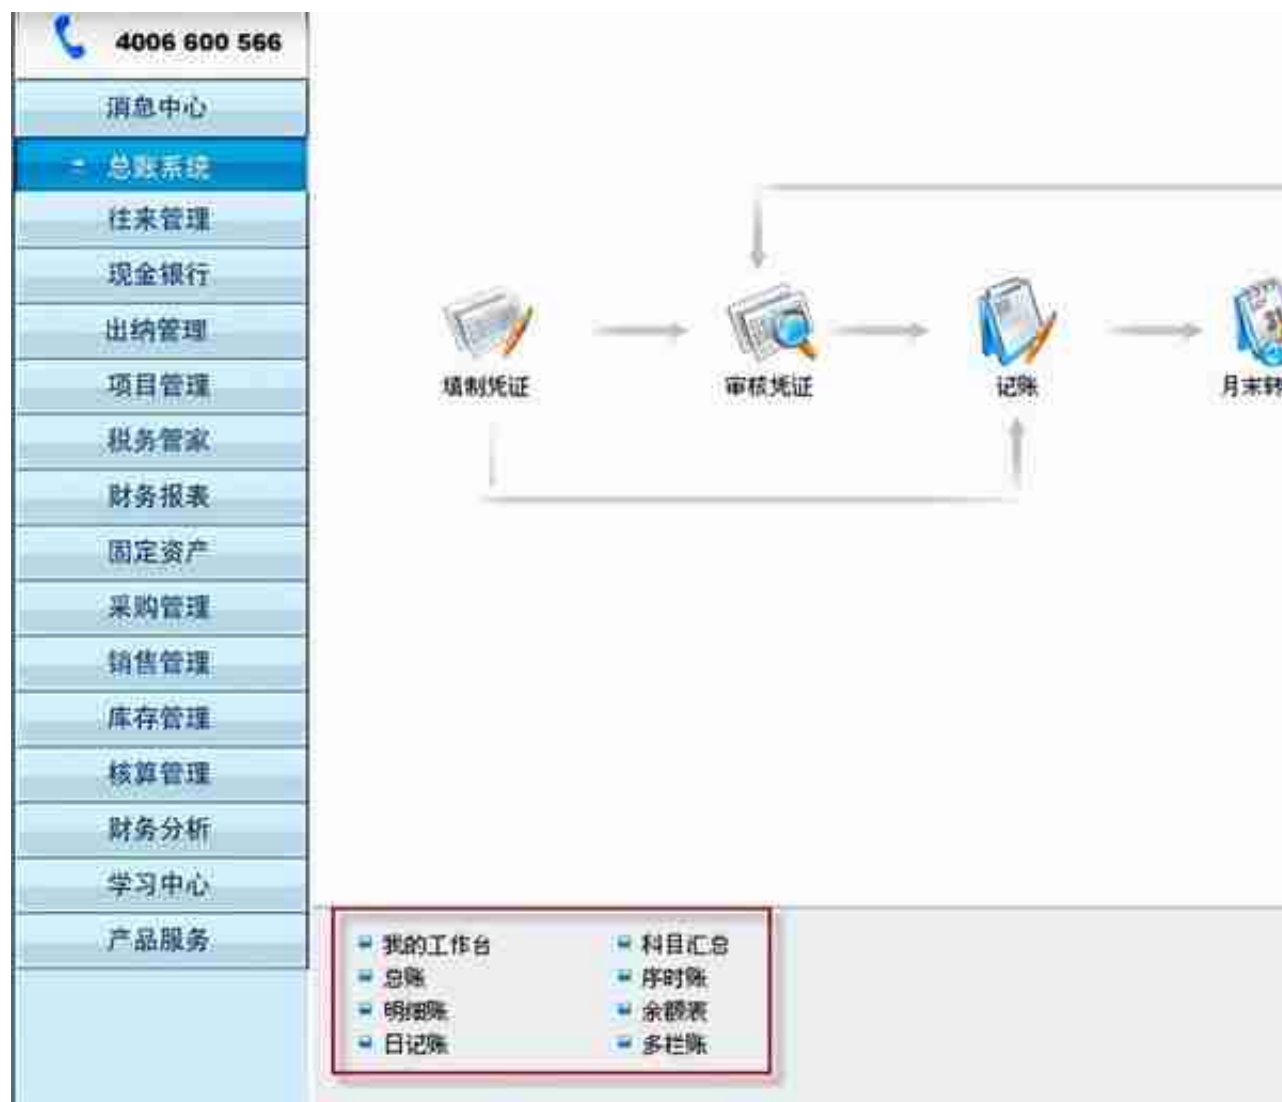 4006 600 566
消息中心
总账系统
往来管理
现金银行
出纳管理
项目管理
税务管家
财务报表
固定资产
采购管理
销售管理
库存管理
核算管理
财务分析
学习中心
产品服务
填制凭证
审核凭证
记账
月末转
我的工作台
科目汇总
总账
序时账
明细账
余额表
日记账
多栏账